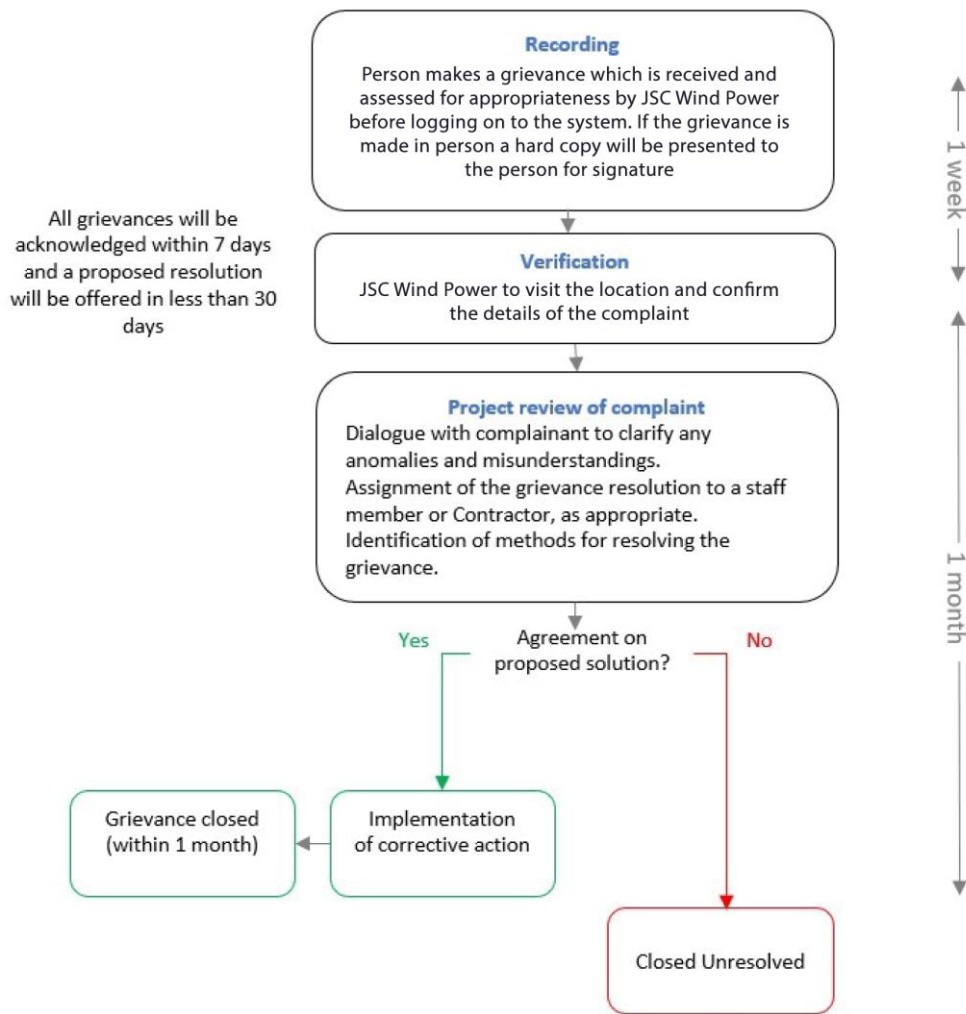 Recording
Person makes a grievance which is received and
assessed for appropriateness by JSC Wind Power
before logging on to the system. If the grievance is
made in person a hard copy will be presented to
the person for signature
1 week
All grievances will be
acknowledged within 7 days
and a proposed resolution
will be offered in less than 30
days
Verification
JSC Wind Power to visit the location and confirm
the details of the complaint
Project review of complaint
Dialogue with complainant to clarify any
anomalies and misunderstandings.
Assignment of the grievance resolution to a staff
member or Contractor, as appropriate.
Identification of methods for resolving the
grievance.
1 month
Yes
Agreement on
proposed solution?
No
Grievance closed
(within 1 month)
Implementation
of corrective action
Closed Unresolved